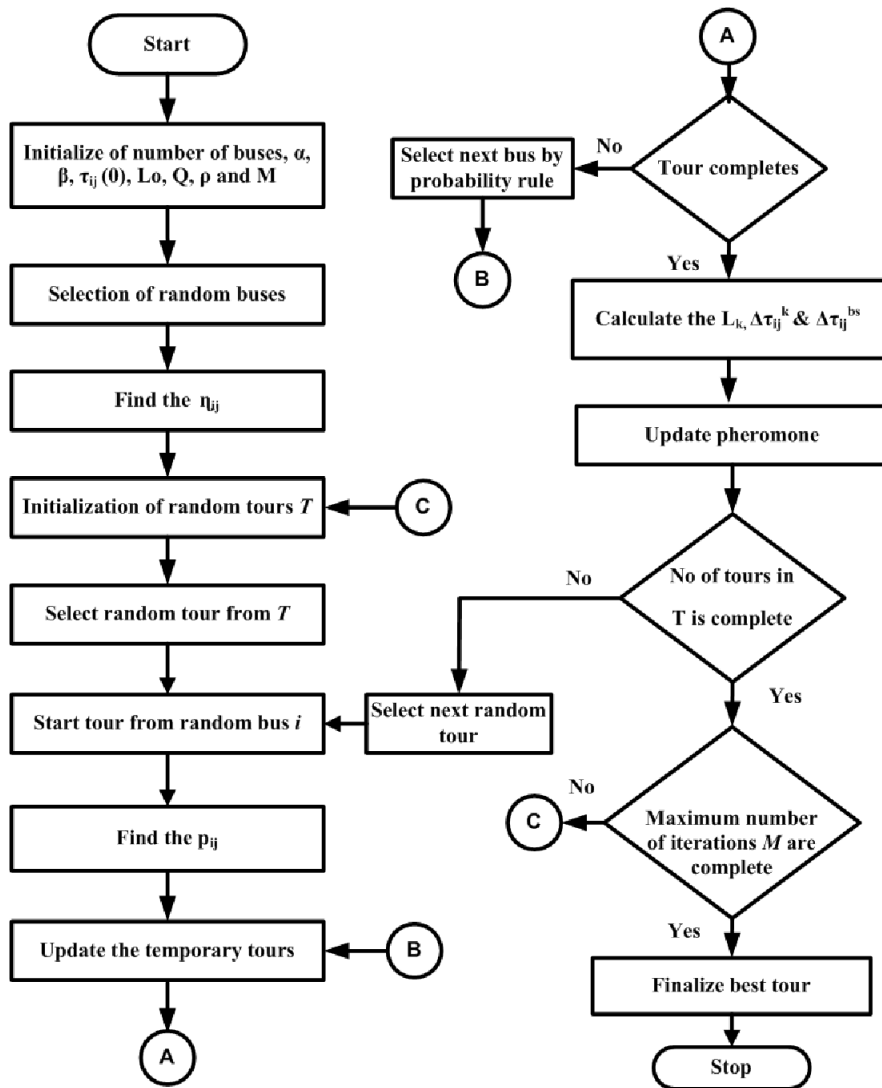 Start
Initialize of number of buses, α,
β, τij (0), Lo, Q, ρ and M
Selection of random buses
Find the ηij
Initialization of random tours T
C
Select random tour from T
Start tour from random bus i
Select next random
tour
Find the pij
Update the temporary tours
B
A
A
Tour completes
No
Select next bus by
probability rule
B
Yes
Calculate the Lk, Δτijk & Δτijbs
Update pheromone
No of tours in
T is complete
No
Yes
Maximum number
of iterations M are
complete
No
C
Yes
Finalize best tour
Stop